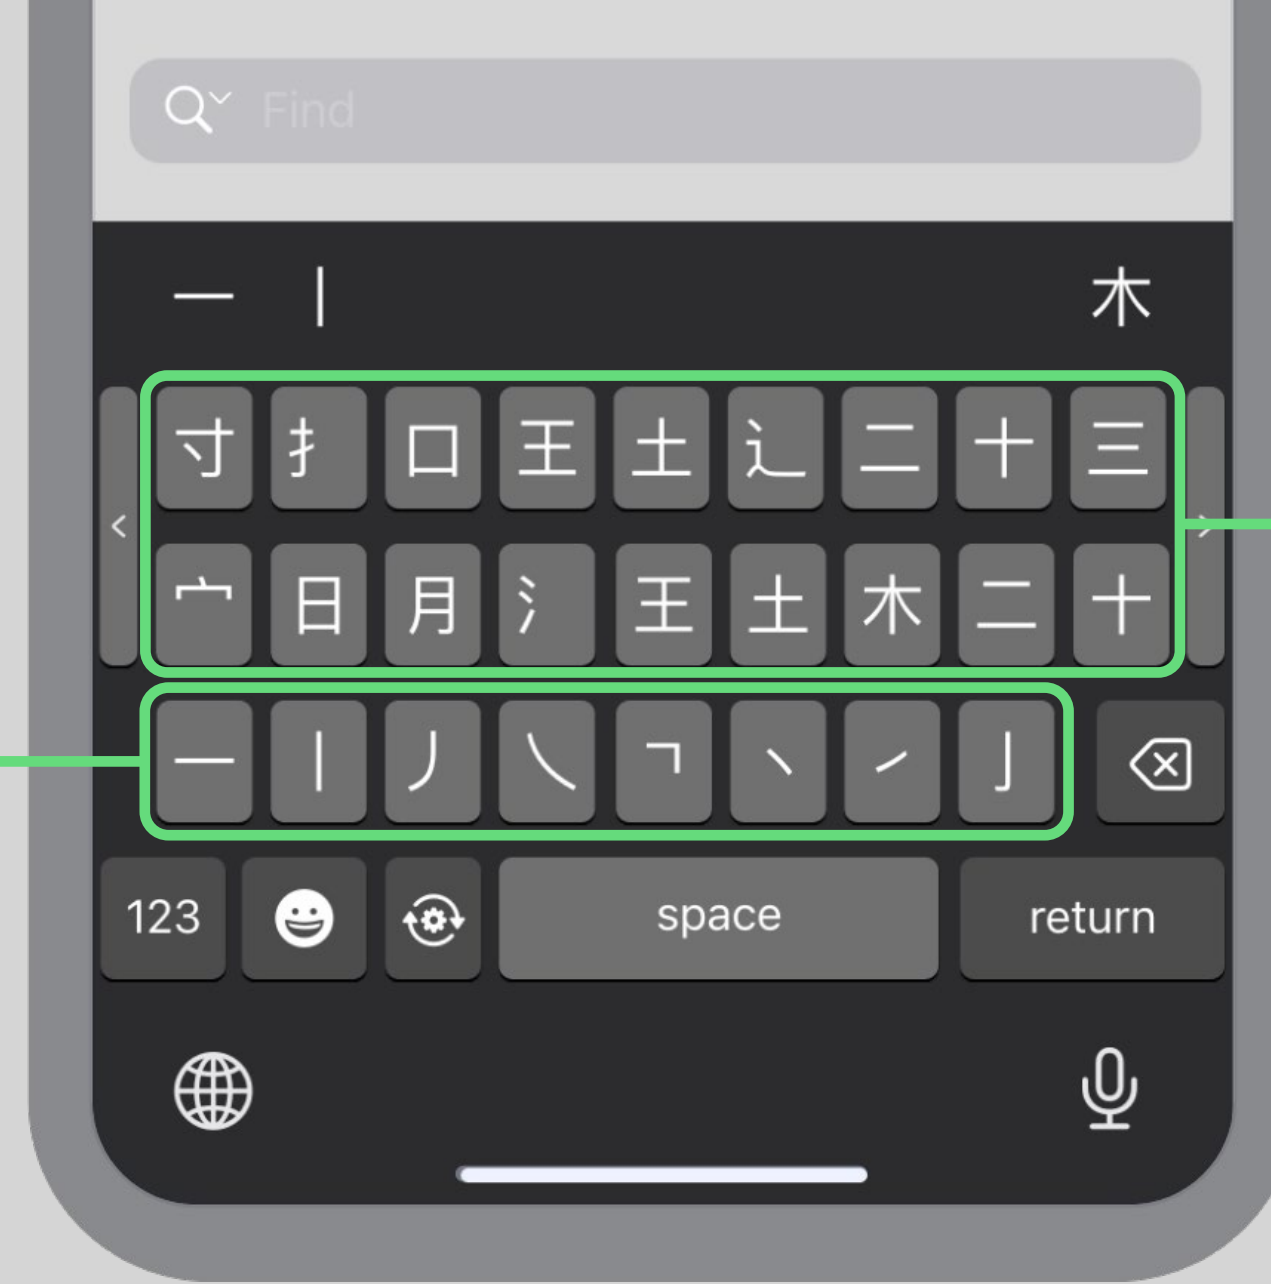 Find
一 丨 木
寸 扌 口 王 土 辶 二 十 三
宀 日 月 氵 王 土 木 二 十
一 丨 丿 ㇏ ㇕ 丶 ㇀ 亅
123 space return